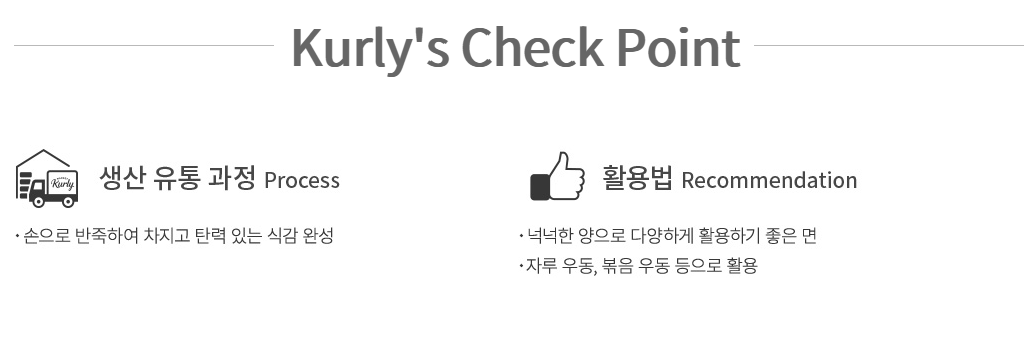 Kurly's Check Point
Kurly
생산 유통 과정 Process
· 손으로 반죽하여 차지고 탄력 있는 식감 완성
활용법 Recommendation
· 넉넉한 양으로 다양하게 활용하기 좋은 면
· 자루 우동, 볶음 우동 등으로 활용